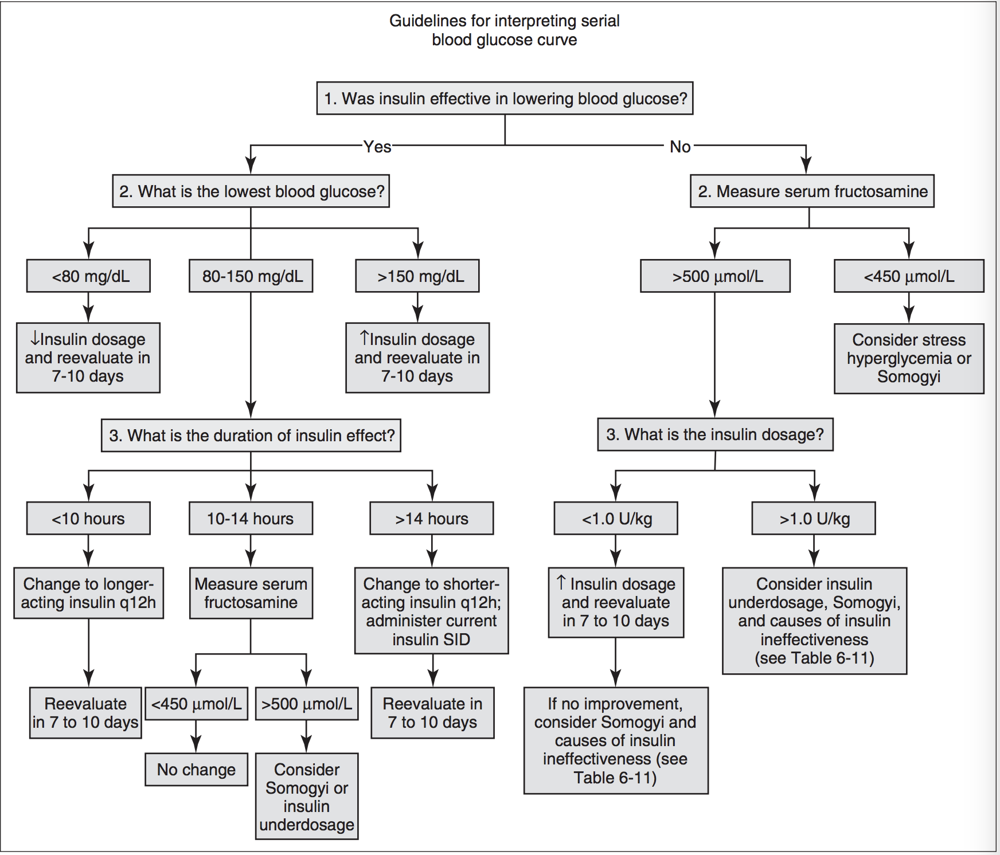 Guidelines for interpreting serial
blood glucose curve
1. Was insulin effective in lowering blood glucose?
Yes
No
2. What is the lowest blood glucose?
2. Measure serum fructosamine
<80 mg/dL
80-150 mg/dL
>150 mg/dL
>500 μmol/L
<450 μmol/L
↓Insulin dosage
and reevaluate in
7-10 days
↑Insulin dosage
and reevaluate in
7-10 days
Consider stress
hyperglycemia or
Somogyi
3. What is the duration of insulin effect?
3. What is the insulin dosage?
<10 hours
10-14 hours
>14 hours
<1.0 U/kg
>1.0 U/kg
Change to longer-
acting insulin q12h
Measure serum
fructosamine
Change to shorter-
acting insulin q12h;
administer current
insulin SID
↑ Insulin dosage
and reevaluate
in 7 to 10 days
Consider insulin
underdosage, Somogyi,
and causes of insulin
ineffectiveness
(see Table 6-11)
Reevaluate
in 7 to 10 days
<450 μmol/L
>500 μmol/L
Reevaluate in
7 to 10 days
If no improvement,
consider Somogyi and
causes of insulin
ineffectiveness (see
Table 6-11)
No change
Consider
Somogyi or
insulin
underdosage